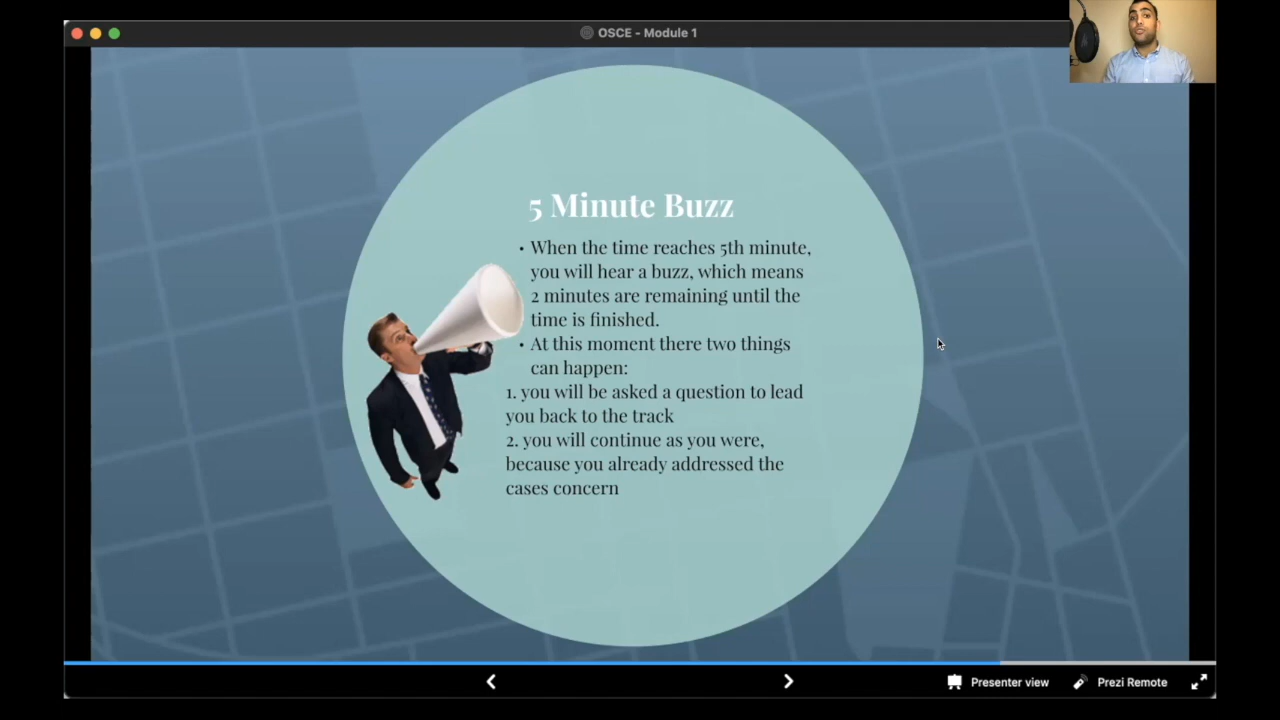 OSCE - Module 1
5 Minute Buzz
• When the time reaches 5th minute,
you will hear a buzz, which means
2 minutes are remaining until the
time is finished.
• At this moment there two things
can happen:
1. you will be asked a question to lead
you back to the track
2. you will continue as you were,
because you already addressed the
cases concern
Presenter view
Prezi Remote